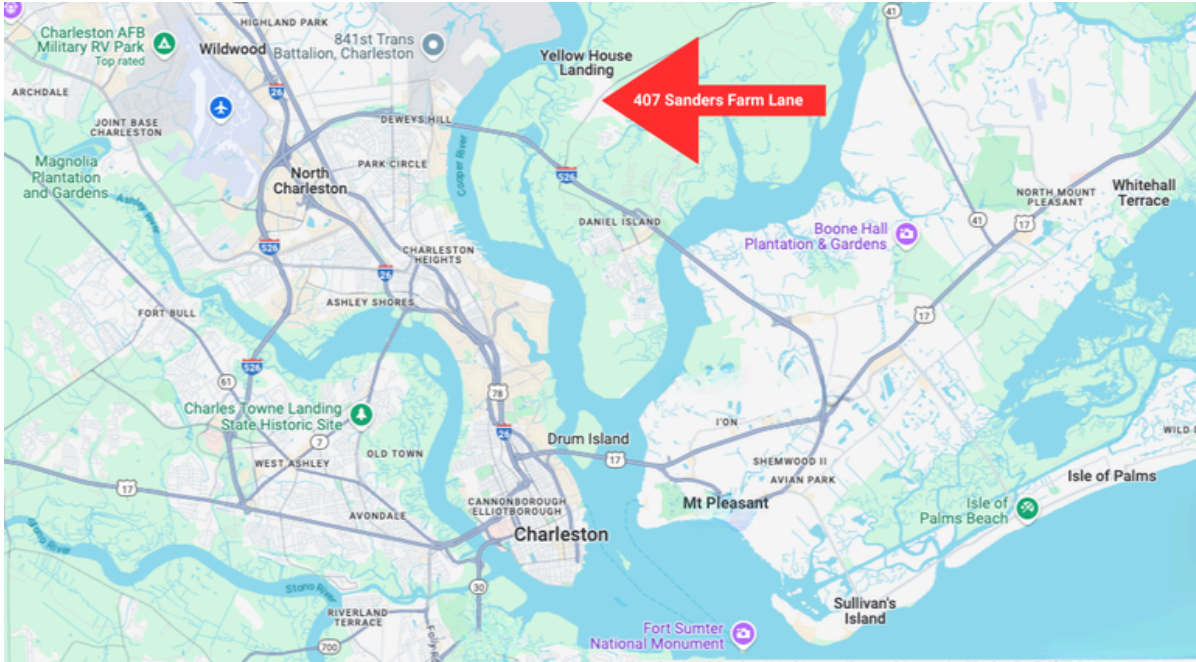 HIGHLAND PARK
41
Charleston AFB
Military RV Park
Top rated
Wildwood
841st Trans
Battalion, Charleston
Yellow House
Landing
26
ARCHDALE
407 Sanders Farm Lane
JOINT BASE
CHARLESTON
DEWEYS HILL
Cooper River
PARK CIRCLE
Magnolia
Plantation
and Gardens
North
Charleston
526
Ashley River
NORTH MOUNT
PLEASANT
Whitehall
Terrace
41
17
DANIEL ISLAND
Boone Hall
Plantation & Gardens
526
CHARLESTON
HEIGHTS
26
ASHLEY SHORES
FORT BULL
17
526
61
78
Charles Towne Landing
State Historic Site
7
26
I'ON
Drum Island
17
OLD TOWN
WEST ASHLEY
SHEMWOOD II
AVIAN PARK
WILD
Isle of Palms
17
CANNONBOROUGH
ELLIOTBOROUGH
Mt Pleasant
Isle of
Palms Beach
AVONDALE
Charleston
Stono River
30
RIVERLAND
TERRACE
Folly
700
Sullivan's
Island
Fort Sumter
National Monument